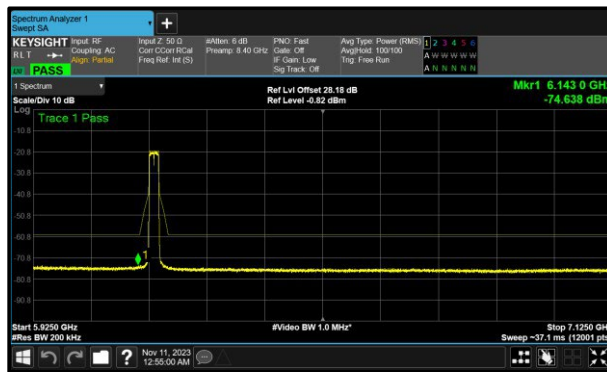 Spectrum Analyzer 1
Swept SA
+
KEYSIGHT Input: RF Input Z: 50 Ω #Atten: 6 dB PNO: Fast Avg Type: Power (RMS) 1 2 3 4 5 6
RLT Coupling: AC Corr CCorr RCal Preamp: 8.40 GHz Gate: Off Avg|Hold: 100/100 A W W W W W
Align: Partial Freq Ref: Int (S) IF Gain: Low Trig: Free Run A N N N N N
PASS Sig Track: Off
1 Spectrum Ref Lvl Offset 28.18 dB Mkr1 6.143 0 GHz
Scale/Div 10 dB Ref Level -0.82 dBm -74.638 dBm
Log
Trace 1 Pass
-10.8
-20.8
-30.8
-40.8
-50.8
-60.8
-70.8
-80.8
-90.8
1
Start 5.9250 GHz #Video BW 1.0 MHz* Stop 7.1250 GHz
#Res BW 200 kHz Sweep ~37.1 ms (12001 pts)
? Nov 11, 2023
12:55:00 AM